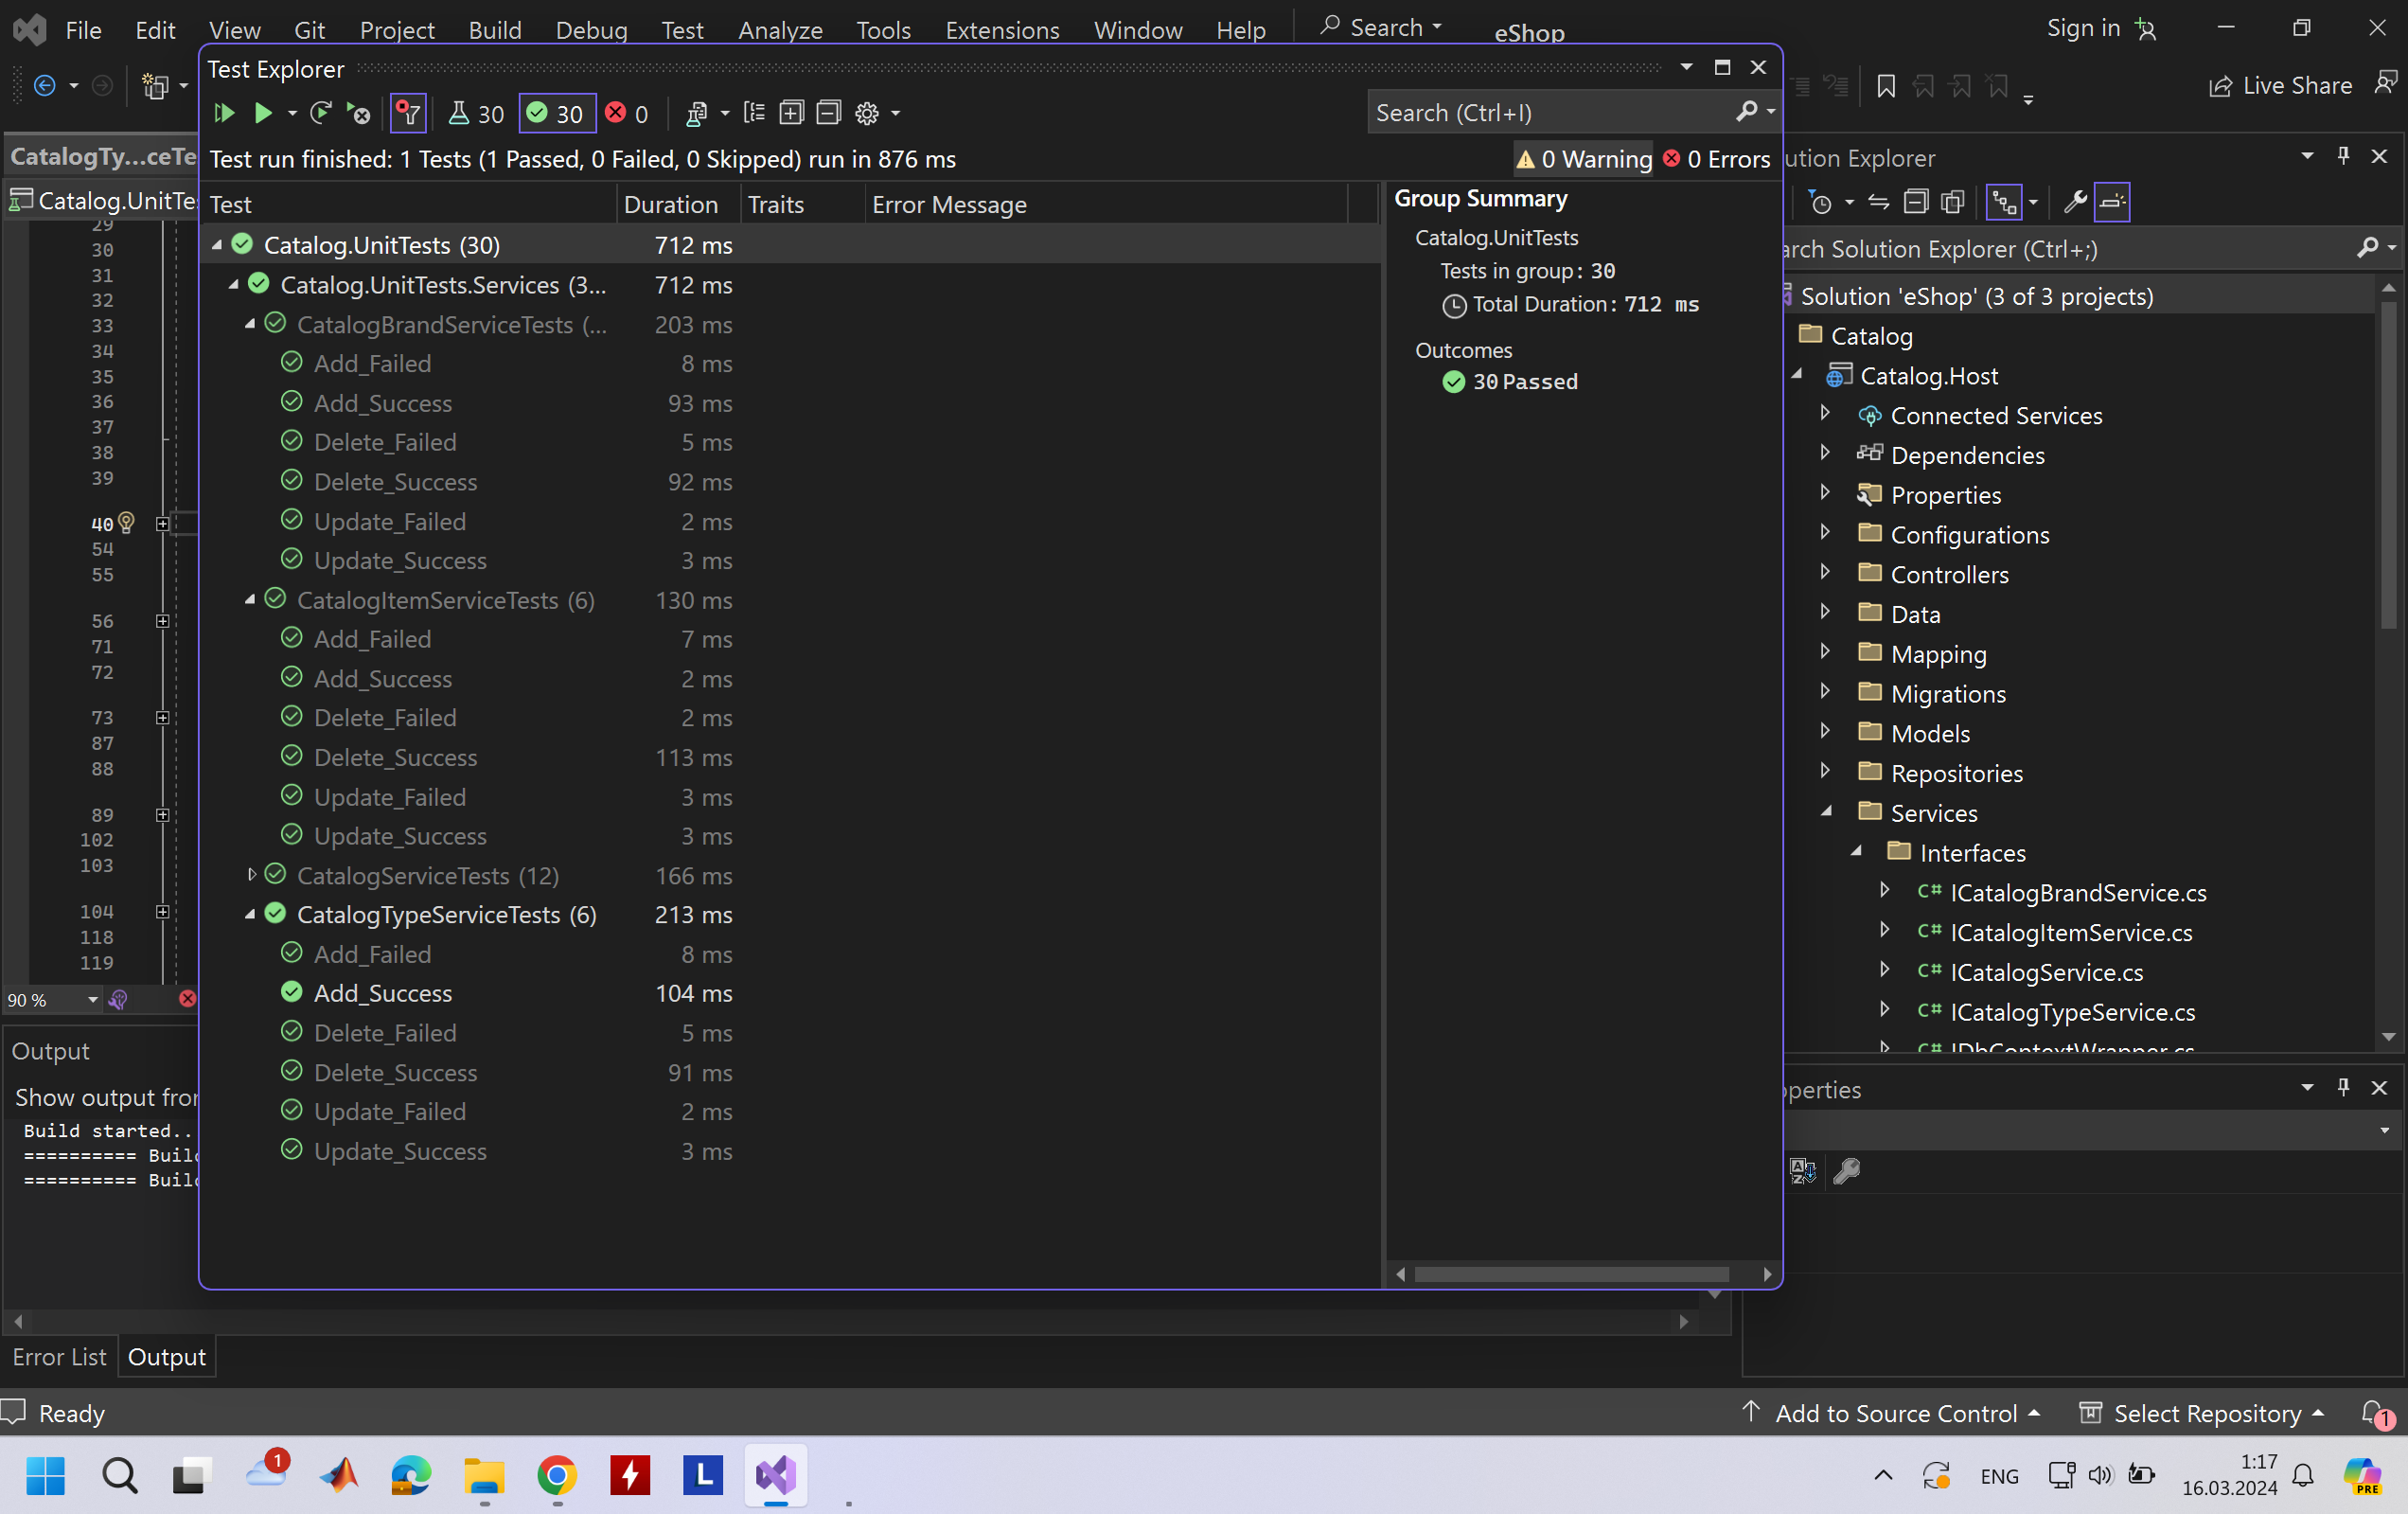 File Edit View Git Project Build Debug Test Analyze Tools Extensions Window Help Search eShop Sign in
Live Share
Test Explorer
30 30 0
Search (Ctrl+I)
Test run finished: 1 Tests (1 Passed, 0 Failed, 0 Skipped) run in 876 ms
0 Warning 0 Errors
Test Duration Traits Error Message
Catalog.UnitTests (30) 712 ms
Catalog.UnitTests.Services (3... 712 ms
CatalogBrandServiceTests (... 203 ms
Add_Failed 8 ms
Add_Success 93 ms
Delete_Failed 5 ms
Delete_Success 92 ms
Update_Failed 2 ms
Update_Success 3 ms
CatalogItemServiceTests (6) 130 ms
Add_Failed 7 ms
Add_Success 2 ms
Delete_Failed 2 ms
Delete_Success 113 ms
Update_Failed 3 ms
Update_Success 3 ms
CatalogServiceTests (12) 166 ms
CatalogTypeServiceTests (6) 213 ms
Add_Failed 8 ms
Add_Success 104 ms
Delete_Failed 5 ms
Delete_Success 91 ms
Update_Failed 2 ms
Update_Success 3 ms
Group Summary
Catalog.UnitTests
Tests in group: 30
Total Duration: 712 ms
Outcomes
30 Passed
CatalogTy...ceTe
Catalog.UnitTe
29
30
31
32
33
34
35
36
37
38
39
40
54
55
56
71
72
73
87
88
89
102
103
104
118
119
90 %
Output
Show output fro
Build started..
========== Buil
========== Buil
Error List Output
ution Explorer
arch Solution Explorer (Ctrl+;)
Solution 'eShop' (3 of 3 projects)
Catalog
Catalog.Host
Connected Services
Dependencies
Properties
Configurations
Controllers
Data
Mapping
Migrations
Models
Repositories
Services
Interfaces
C# ICatalogBrandService.cs
C# ICatalogItemService.cs
C# ICatalogService.cs
C# ICatalogTypeService.cs
C# IDbContextWrapper.cs
operties
Ready
Add to Source Control Select Repository 1
1 L ENG 1:17
16.03.2024
PRE